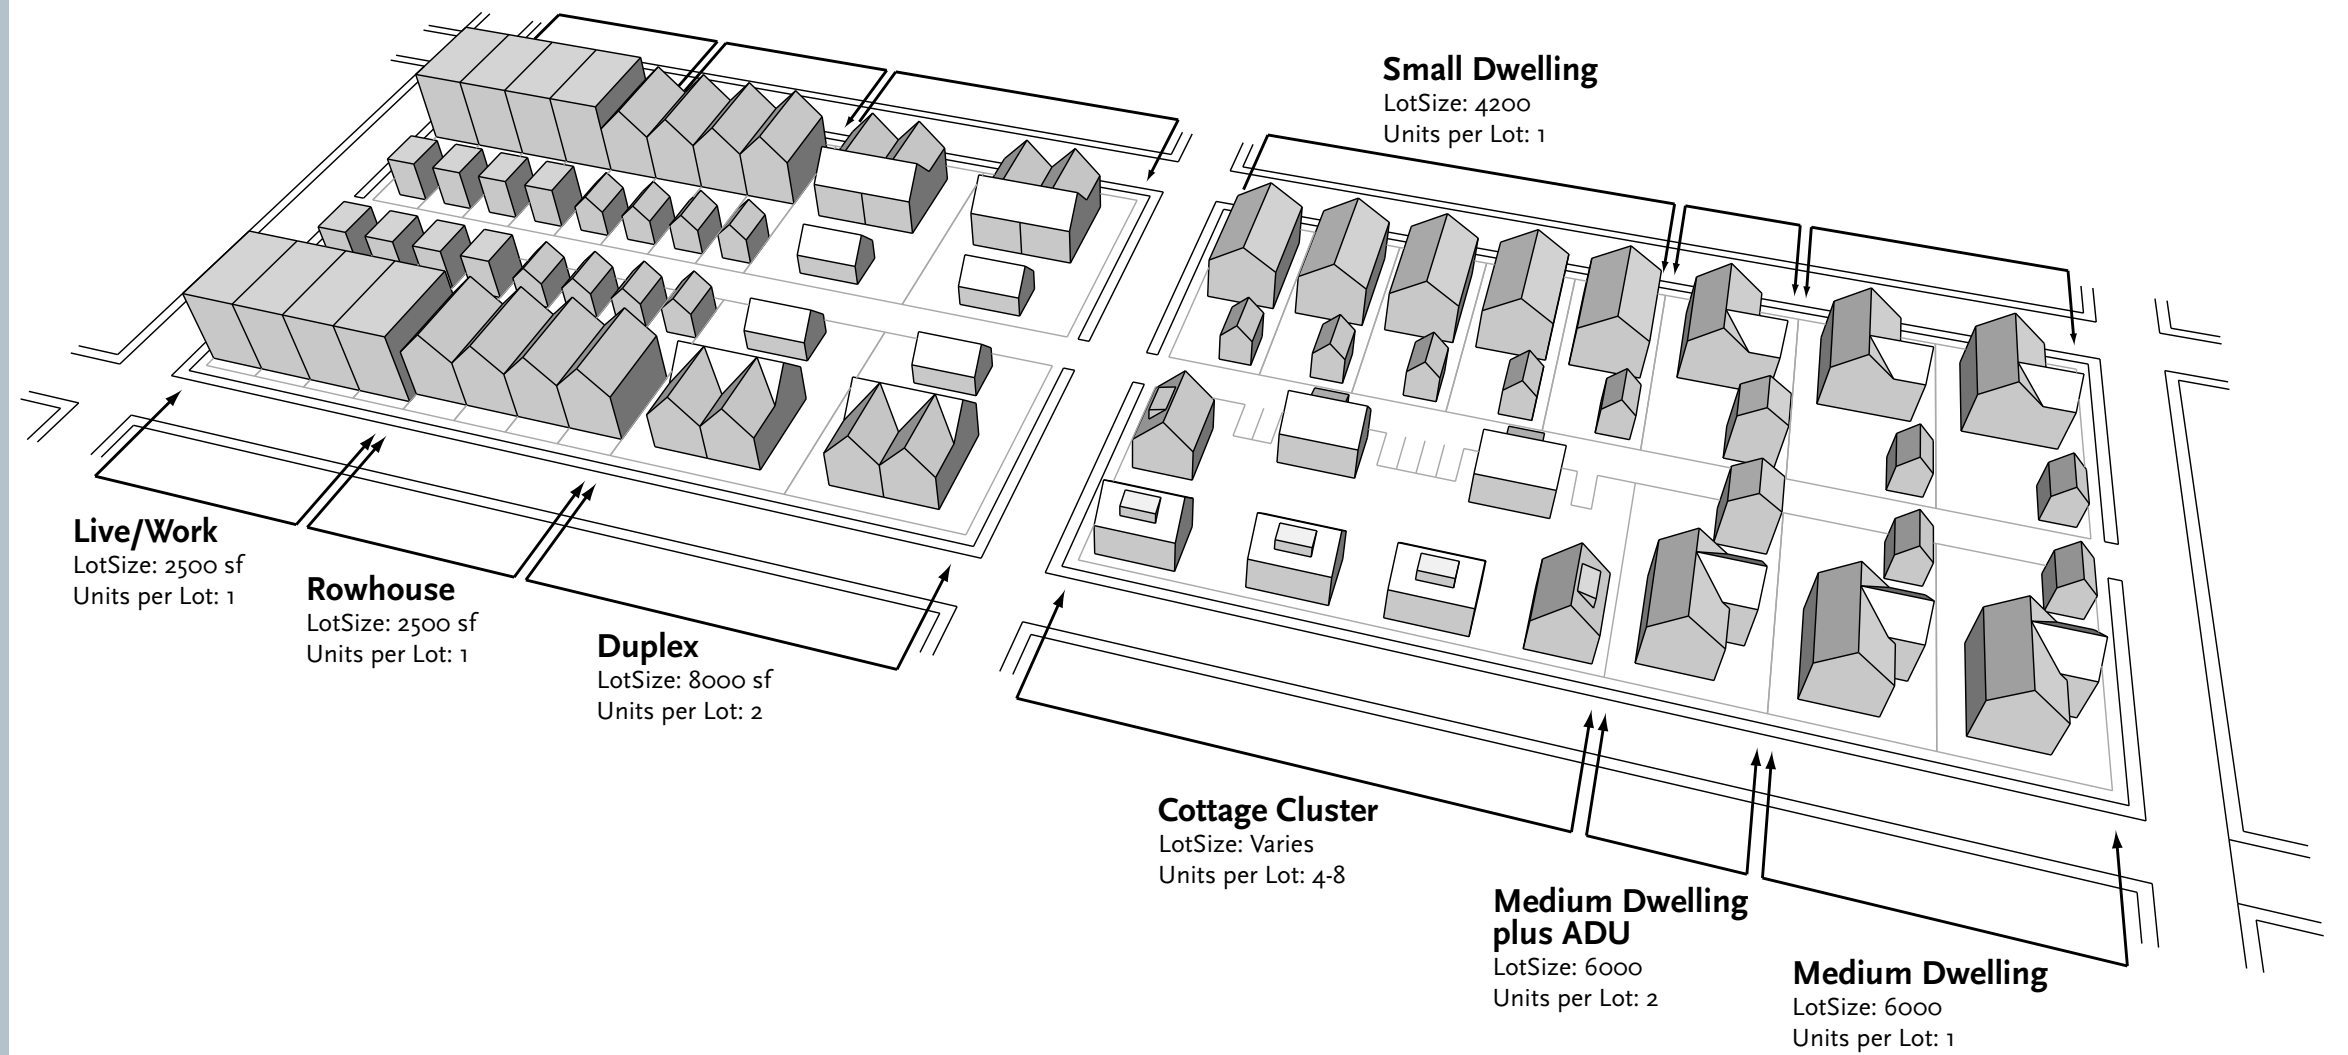 Small Dwelling
LotSize: 4200
Units per Lot: 1
Live/Work
LotSize: 2500 sf
Units per Lot: 1
Rowhouse
LotSize: 2500 sf
Units per Lot: 1
Duplex
LotSize: 8000 sf
Units per Lot: 2
Cottage Cluster
LotSize: Varies
Units per Lot: 4-8
Medium Dwelling
plus ADU
LotSize: 6000
Units per Lot: 2
Medium Dwelling
LotSize: 6000
Units per Lot: 1